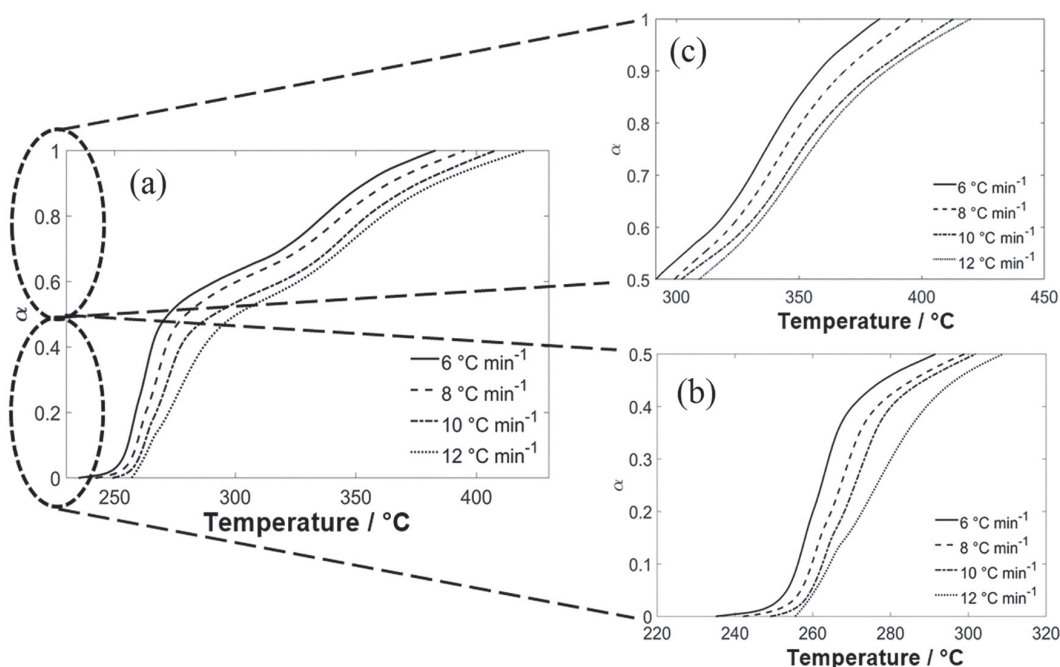 (a)
1
0.8
0.6
0.4
0.2
0
α
250 300 350 400
Temperature / °C
6 °C min⁻¹
8 °C min⁻¹
10 °C min⁻¹
12 °C min⁻¹
(c)
1
0.9
0.8
0.7
0.6
0.5
α
300 350 400 450
Temperature / °C
6 °C min⁻¹
8 °C min⁻¹
10 °C min⁻¹
12 °C min⁻¹
(b)
0.5
0.4
0.3
0.2
0.1
0
α
220 240 260 280 300 320
Temperature / °C
6 °C min⁻¹
8 °C min⁻¹
10 °C min⁻¹
12 °C min⁻¹